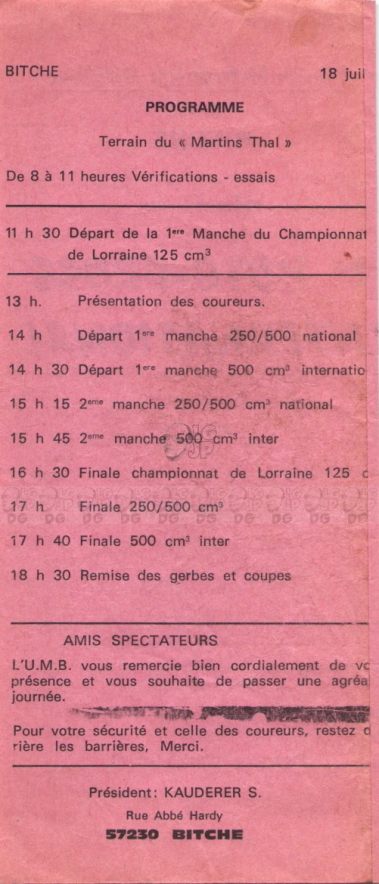 BITCHE 18 juil
PROGRAMME
Terrain du « Martins Thal »
De 8 à 11 heures Vérifications - essais
11 h 30 Départ de la 1ere Manche du Championnat
de Lorraine 125 cm³
13 h. Présentation des coureurs.
14 h Départ 1ere manche 250/500 national
14 h 30 Départ 1ere manche 500 cm³ internatio
15 h 15 2eme manche 250/500 cm³ national
15 h 45 2eme manche 500 cm³ inter
16 h 30 Finale championnat de Lorraine 125 c
17 h Finale 250/500 cm³
17 h 40 Finale 500 cm³ inter
18 h 30 Remise des gerbes et coupes
AMIS SPECTATEURS
L'U.M.B. vous remercie bien cordialement de vo
présence et vous souhaite de passer une agréa
journée.
Pour votre sécurité et celle des coureurs, restez d
rière les barrières, Merci.
Président: KAUDERER S.
Rue Abbé Hardy
57230 BITCHE